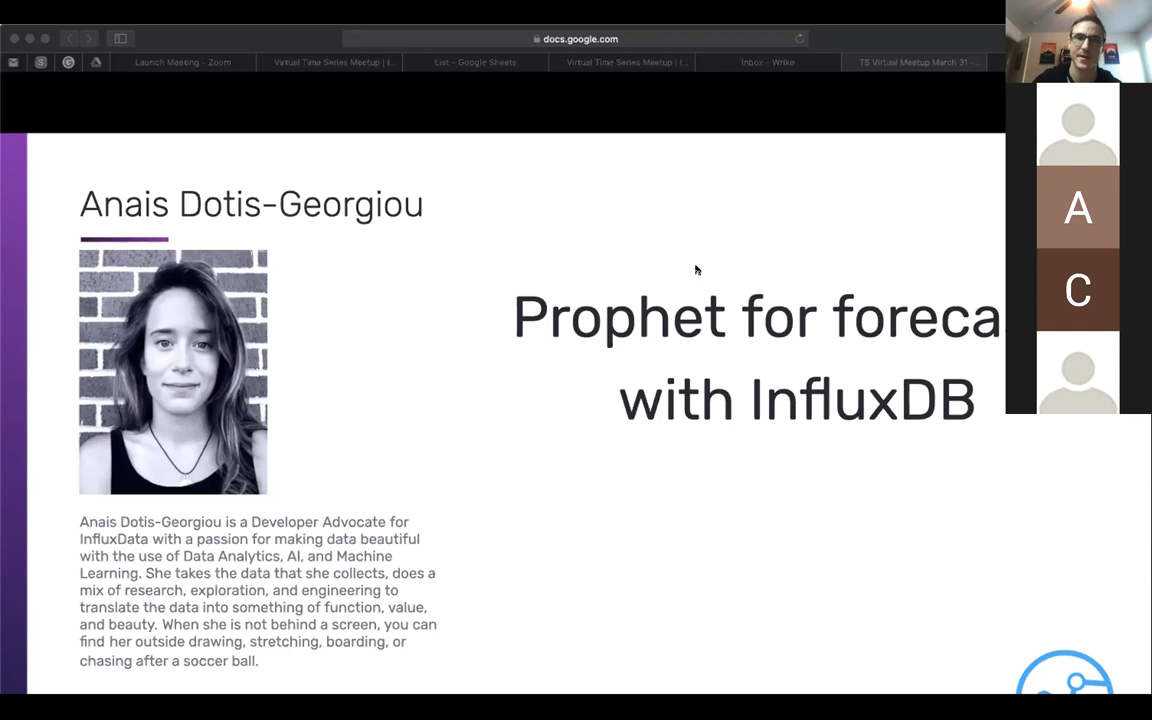 docs.google.com
Launch Meeting - Zoom
Virtual Time Series Meetup | I...
List - Google Sheets
Virtual Time Series Meetup | I...
Inbox - Wrike
TS Virtual Meetup March 31 -...
Anais Dotis-Georgiou
Prophet for foreca
with InfluxDB
A
C
Anais Dotis-Georgiou is a Developer Advocate for
InfluxData with a passion for making data beautiful
with the use of Data Analytics, AI, and Machine
Learning. She takes the data that she collects, does a
mix of research, exploration, and engineering to
translate the data into something of function, value,
and beauty. When she is not behind a screen, you can
find her outside drawing, stretching, boarding, or
chasing after a soccer ball.